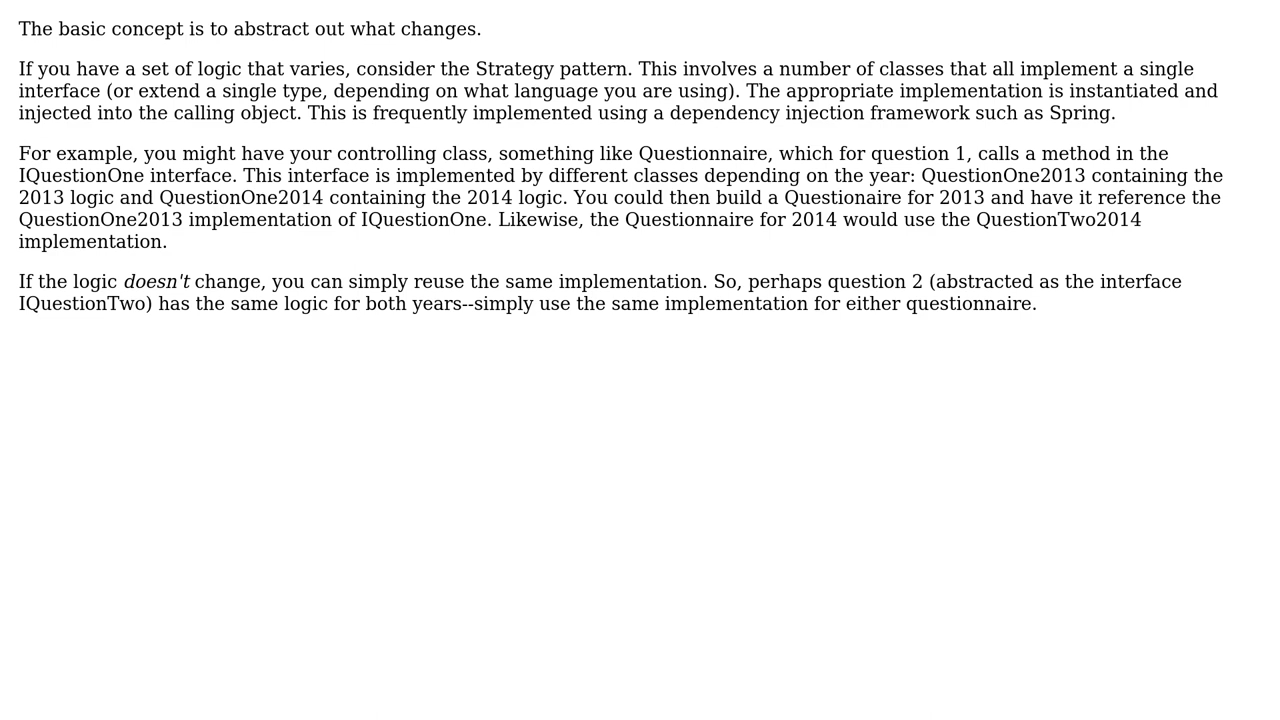 The basic concept is to abstract out what changes.
If you have a set of logic that varies, consider the Strategy pattern. This involves a number of classes that all implement a single
interface (or extend a single type, depending on what language you are using). The appropriate implementation is instantiated and
injected into the calling object. This is frequently implemented using a dependency injection framework such as Spring.
For example, you might have your controlling class, something like Questionnaire, which for question 1, calls a method in the
IQuestionOne interface. This interface is implemented by different classes depending on the year: QuestionOne2013 containing the
2013 logic and QuestionOne2014 containing the 2014 logic. You could then build a Questionaire for 2013 and have it reference the
QuestionOne2013 implementation of IQuestionOne. Likewise, the Questionnaire for 2014 would use the QuestionTwo2014
implementation.
If the logic doesn't change, you can simply reuse the same implementation. So, perhaps question 2 (abstracted as the interface
IQuestionTwo) has the same logic for both years--simply use the same implementation for either questionnaire.